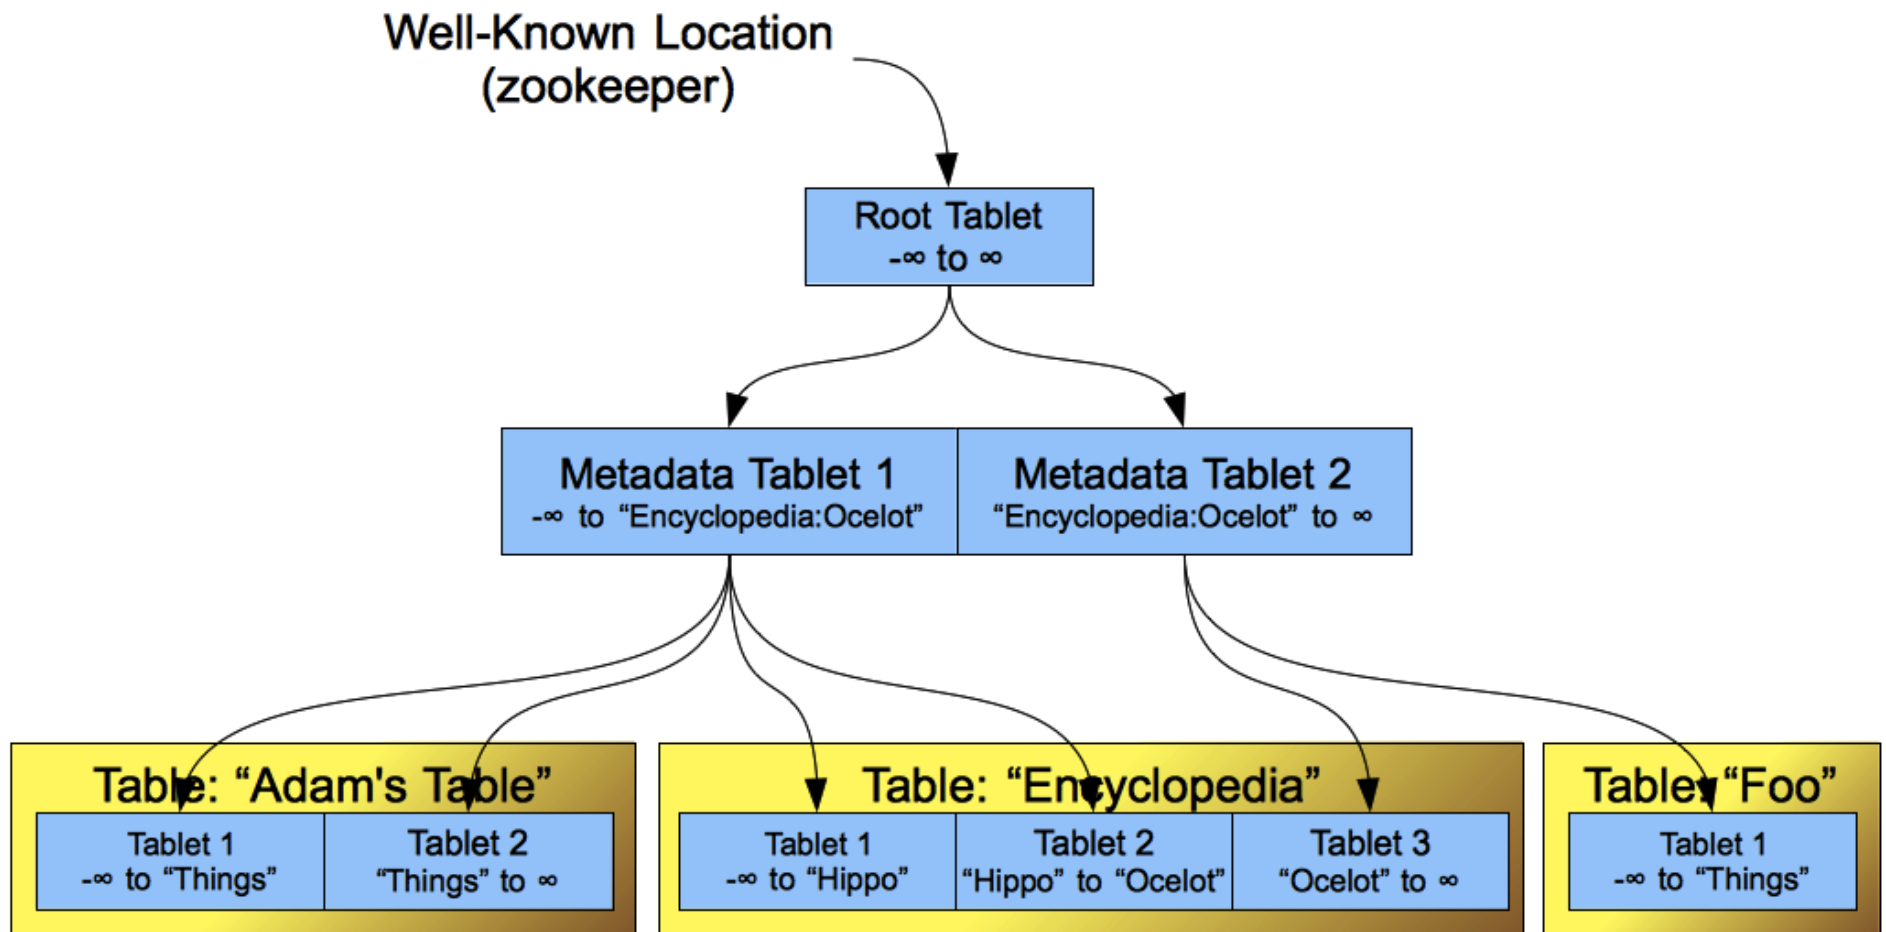 Well-Known Location
(zookeeper)
Root Tablet
-∞ to ∞
Metadata Tablet 1
-∞ to “Encyclopedia:Ocelot”
Metadata Tablet 2
“Encyclopedia:Ocelot” to ∞
Table: “Adam's Table”
Tablet 1
-∞ to “Things”
Tablet 2
“Things” to ∞
Table: “Encyclopedia”
Tablet 1
-∞ to “Hippo”
Tablet 2
“Hippo” to “Ocelot”
Tablet 3
“Ocelot” to ∞
Table: “Foo”
Tablet 1
-∞ to “Things”